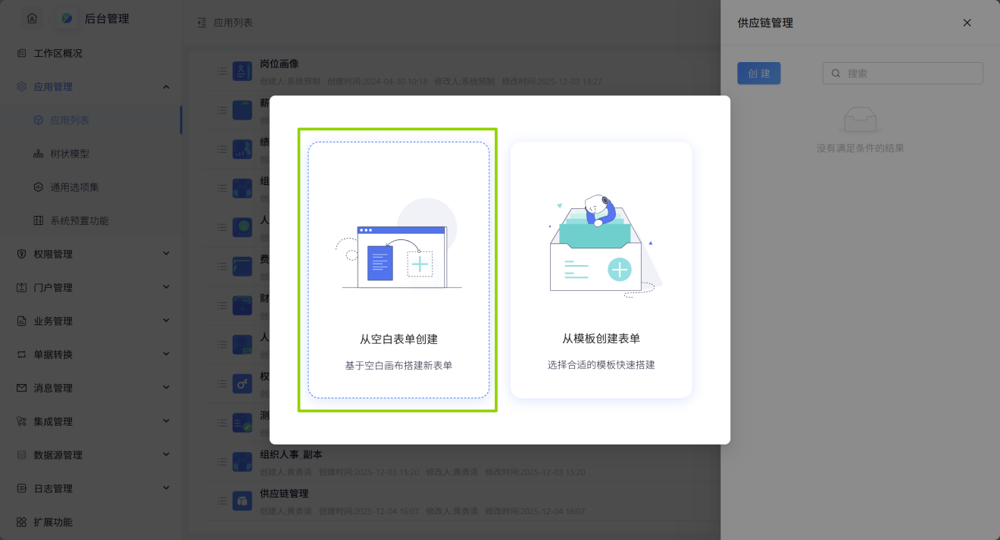 后台管理
工作区概况
应用管理
应用列表
树状模型
通用选项集
系统预置功能
权限管理
门户管理
业务管理
单据转换
消息管理
集成管理
数据源管理
日志管理
扩展功能
应用列表
岗位画像
创建人:系统预制 创建时间:2024-04-30 10:18 修改人:系统预制 修改时间:2025-12-03 15:27
薪
创
绩
创
组
创
人
创
费
创
财
创
人
创
权
创
测
创
组织人事_副本
创建人:黄勇清 创建时间:2025-12-03 15:20 修改人:黄勇清 修改时间:2025-12-03 15:20
供应链管理
创建人:黄勇清 创建时间:2025-12-04 16:07 修改人:黄勇清 修改时间:2025-12-04 16:07
从空白表单创建
基于空白画布搭建新表单
从模板创建表单
选择合适的模板快速搭建
供应链管理
创 建
搜索
没有满足条件的结果